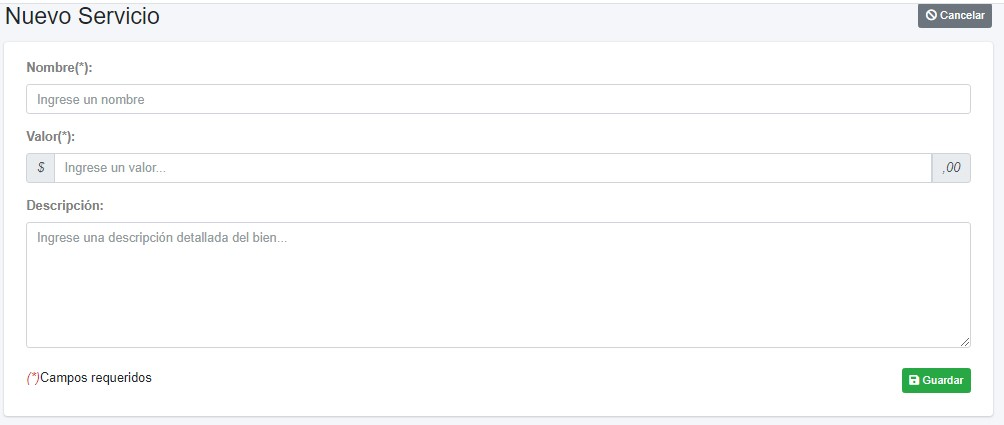 Nuevo Servicio
Cancelar
Nombre(*):
Ingrese un nombre
Valor(*):
$ Ingrese un valor... ,00
Descripción:
Ingrese una descripción detallada del bien...
(*)Campos requeridos
Guardar